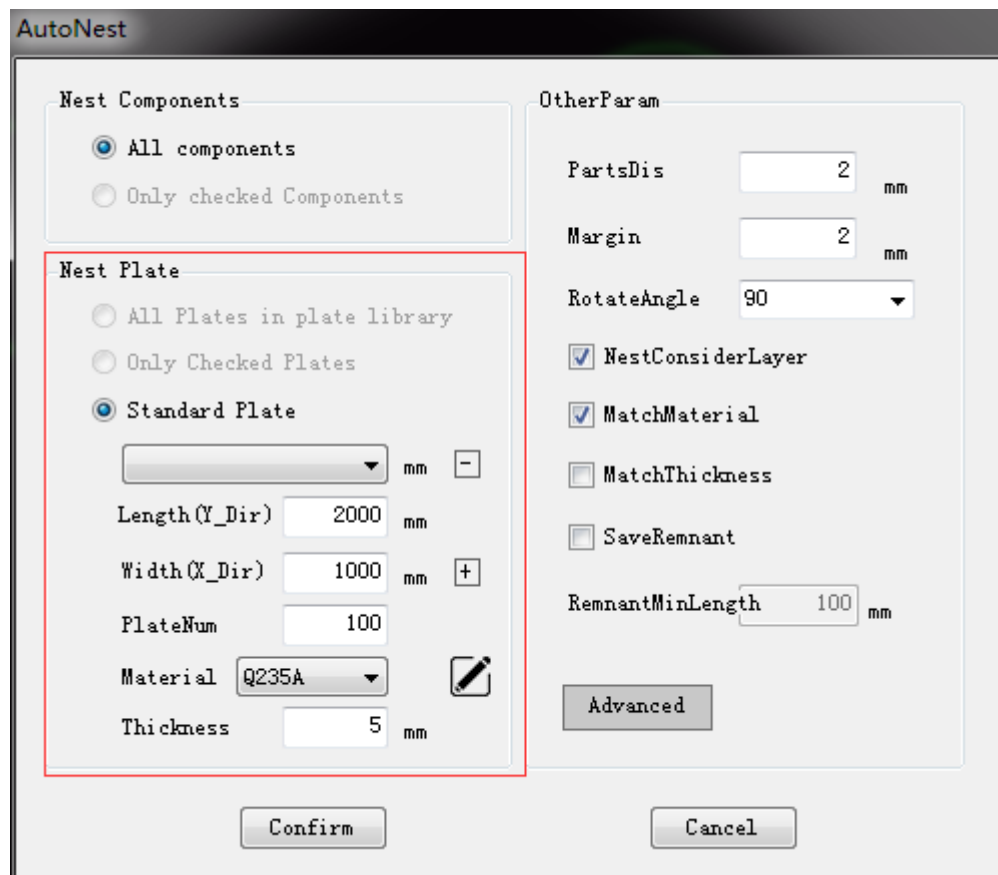 AutoNest
Nest Components
All components
Only checked Components
Nest Plate
All Plates in plate library
Only Checked Plates
Standard Plate
mm -
Length(Y_Dir) 2000 mm
Width(X_Dir) 1000 mm +
PlateNum 100
Material Q235A
Thickness 5 mm
OtherParam
PartsDis 2 mm
Margin 2 mm
RotateAngle 90
NestConsiderLayer
MatchMaterial
MatchThickness
SaveRemnant
RemnantMinLength 100 mm
Advanced
Confirm
Cancel